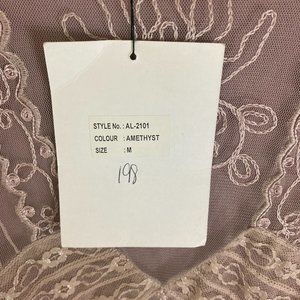 STYLE No. : AL-2101
COLOUR : AMETHYST
SIZE : M
198